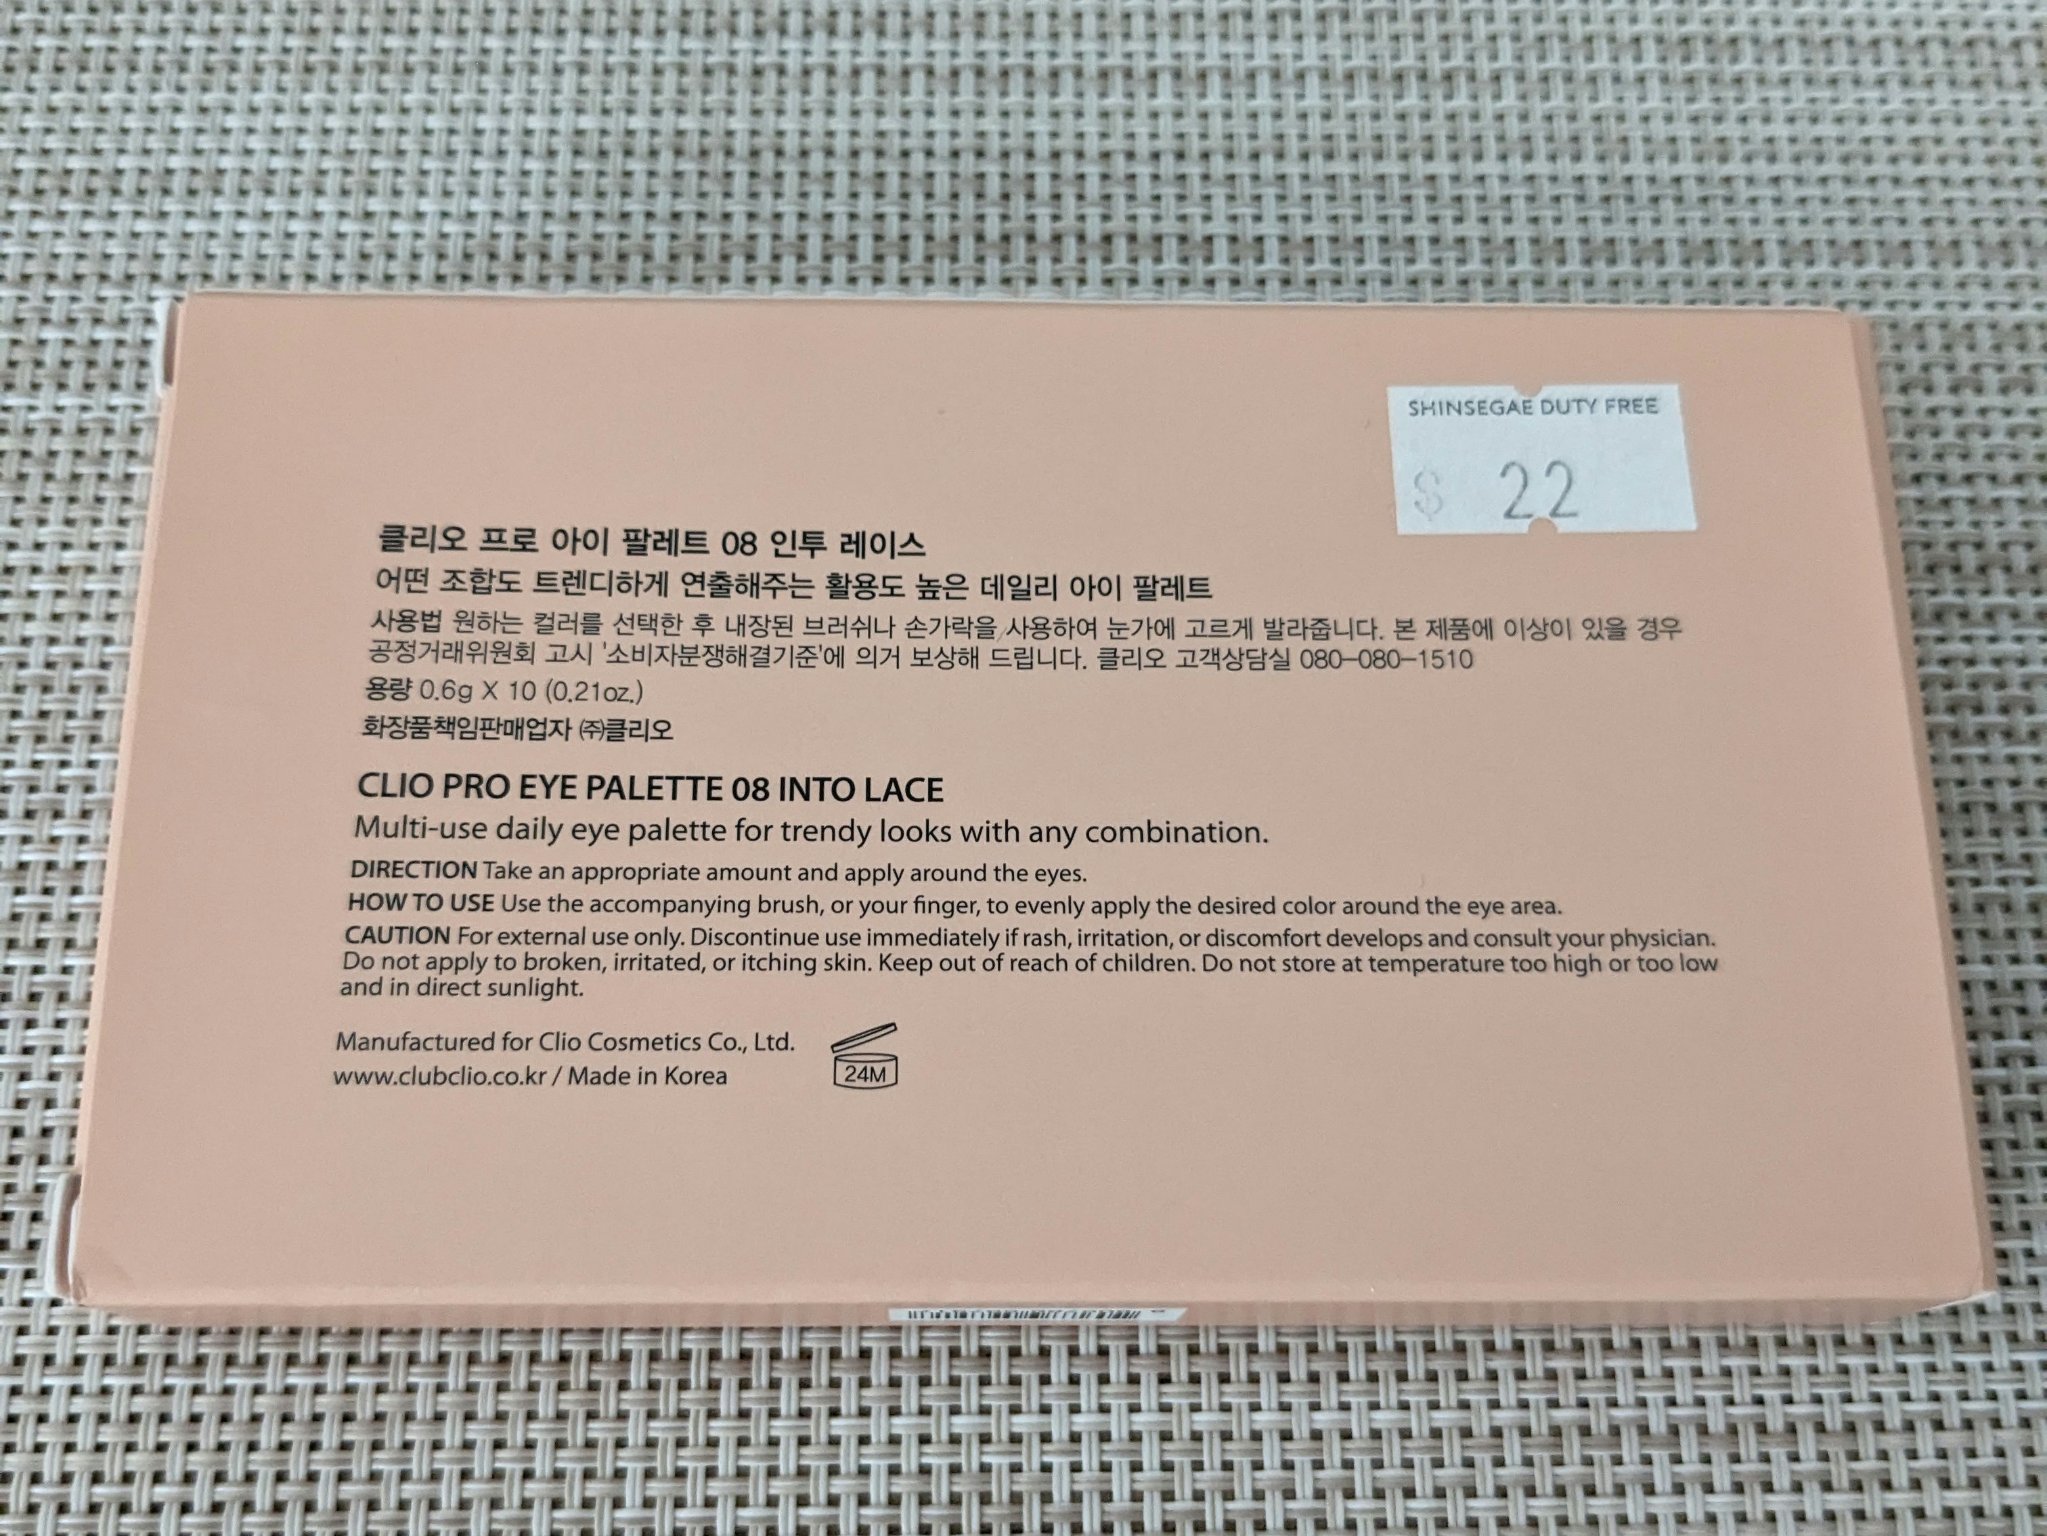 SHINSEGAE DUTY FREE
$ 22
클리오 프로 아이 팔레트 08 인투 레이스
어떤 조합도 트렌디하게 연출해주는 활용도 높은 데일리 아이 팔레트
사용법 원하는 컬러를 선택한 후 내장된 브러쉬나 손가락을 사용하여 눈가에 고르게 발라줍니다. 본 제품에 이상이 있을 경우
공정거래위원회 고시 '소비자분쟁해결기준'에 의거 보상해 드립니다. 클리오 고객상담실 080-080-1510
용량 0.6g X 10 (0.21oz.)
화장품책임판매업자 ㈜클리오
CLIO PRO EYE PALETTE 08 INTO LACE
Multi-use daily eye palette for trendy looks with any combination.
DIRECTION Take an appropriate amount and apply around the eyes.
HOW TO USE Use the accompanying brush, or your finger, to evenly apply the desired color around the eye area.
CAUTION For external use only. Discontinue use immediately if rash, irritation, or discomfort develops and consult your physician.
Do not apply to broken, irritated, or itching skin. Keep out of reach of children. Do not store at temperature too high or too low
and in direct sunlight.
Manufactured for Clio Cosmetics Co., Ltd.
www.clubclio.co.kr / Made in Korea
24M